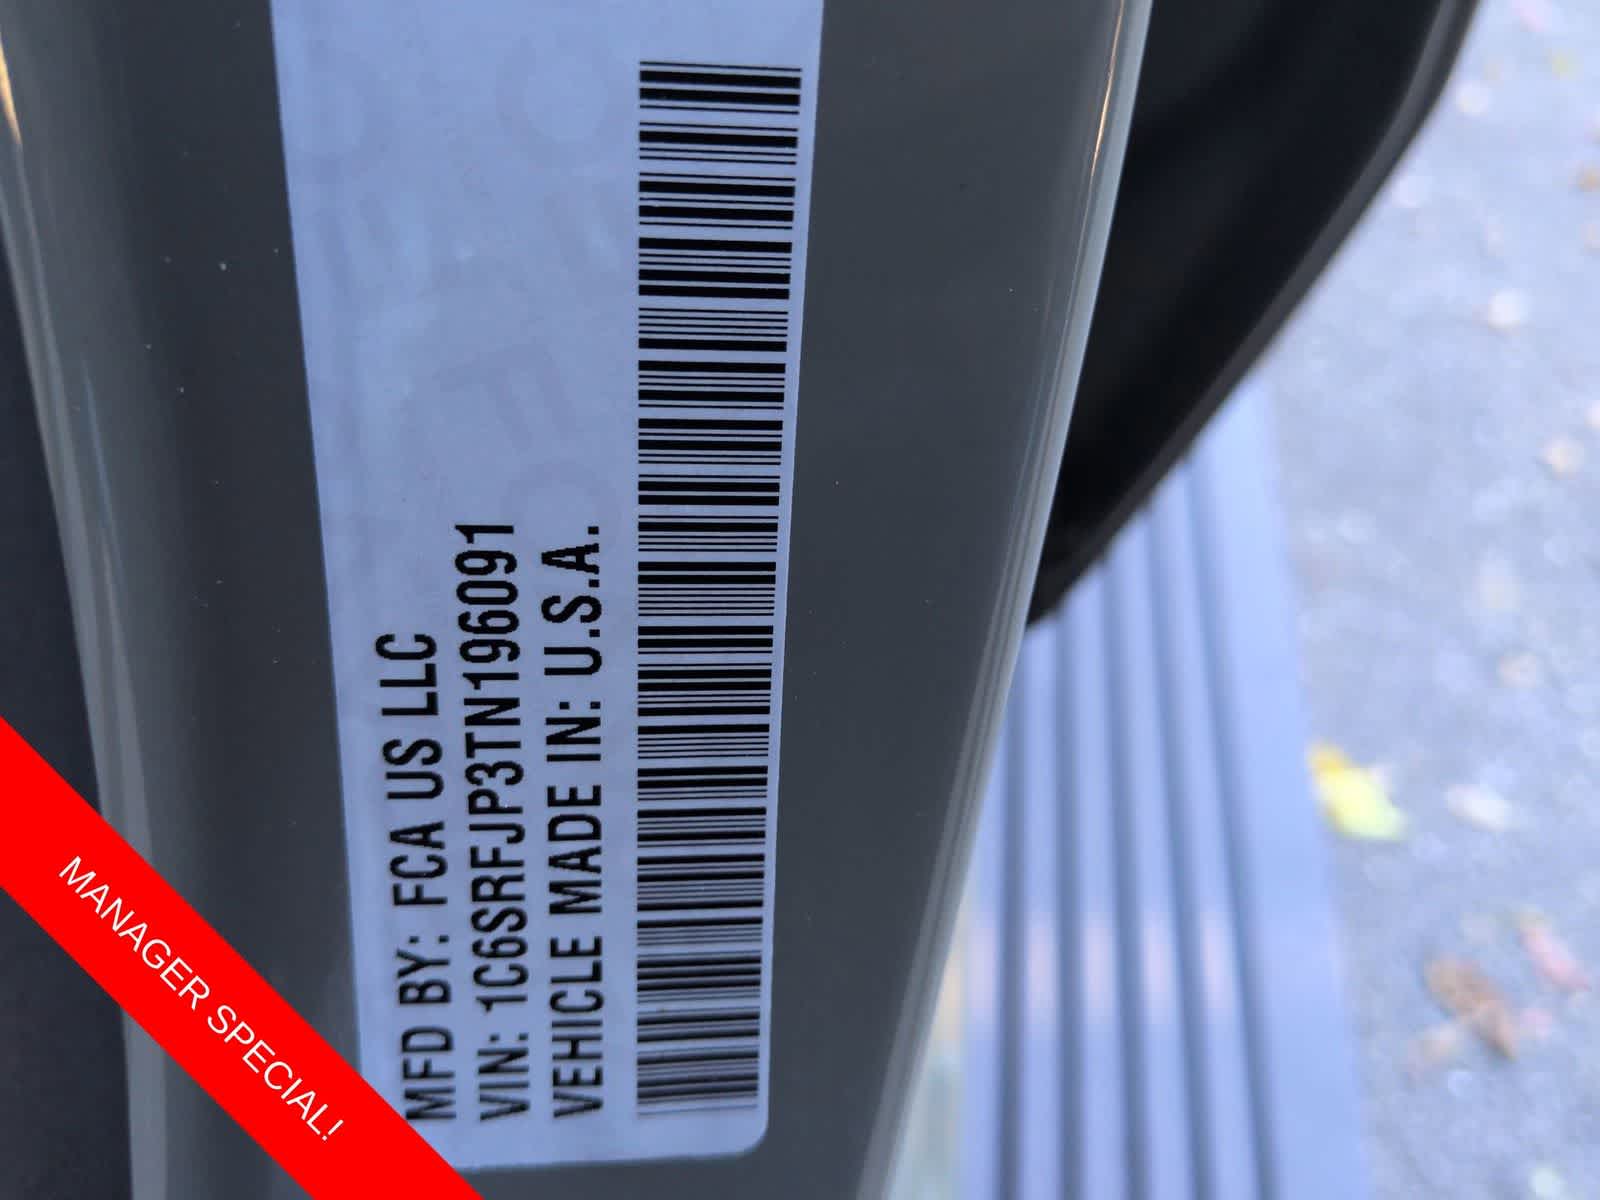 MFD BY: FCA US LLC
VIN: 1C6SRFJP3TN196091
VEHICLE MADE IN: U.S.A.
MANAGER SPECIAL!